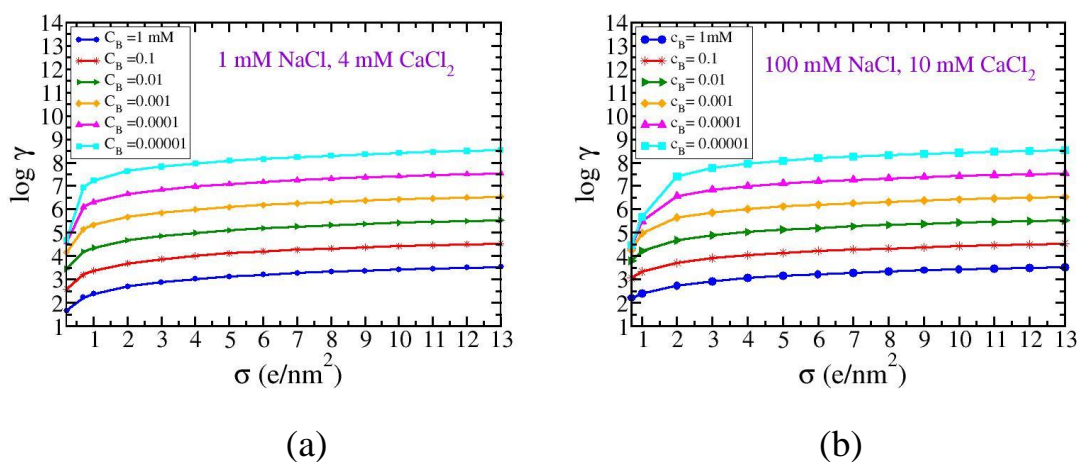 14
13
12
11
10
9
8
7
6
5
4
3
2
1
log γ
C_B =1 mM
C_B =0.1
C_B =0.01
C_B =0.001
C_B =0.0001
C_B =0.00001
1 mM NaCl, 4 mM CaCl₂
1 2 3 4 5 6 7 8 9 10 11 12 13
σ (e/nm²)
(a)
14
13
12
11
10
9
8
7
6
5
4
3
2
1
log γ
c_B = 1mM
c_B = 0.1
c_B = 0.01
c_B = 0.001
c_B = 0.0001
c_B = 0.00001
100 mM NaCl, 10 mM CaCl₂
1 2 3 4 5 6 7 8 9 10 11 12 13
σ (e/nm²)
(b)